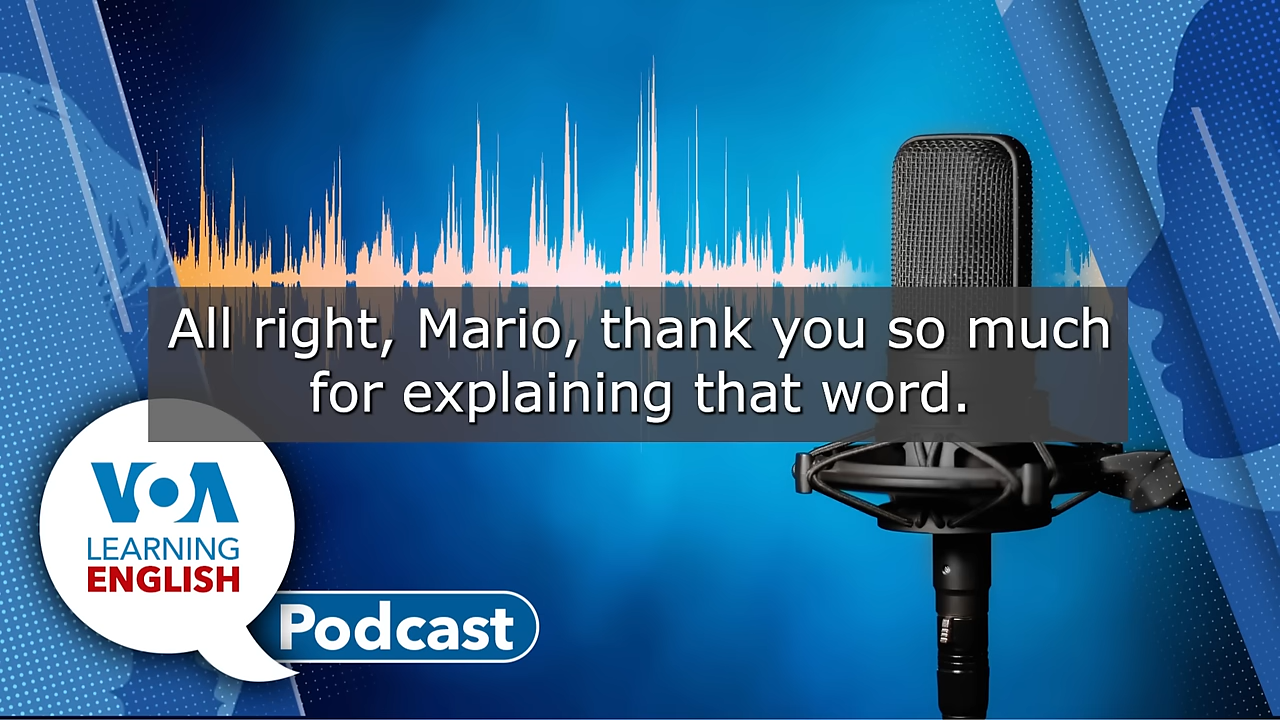 All right, Mario, thank you so much
for explaining that word.
VOA
LEARNING
ENGLISH
Podcast